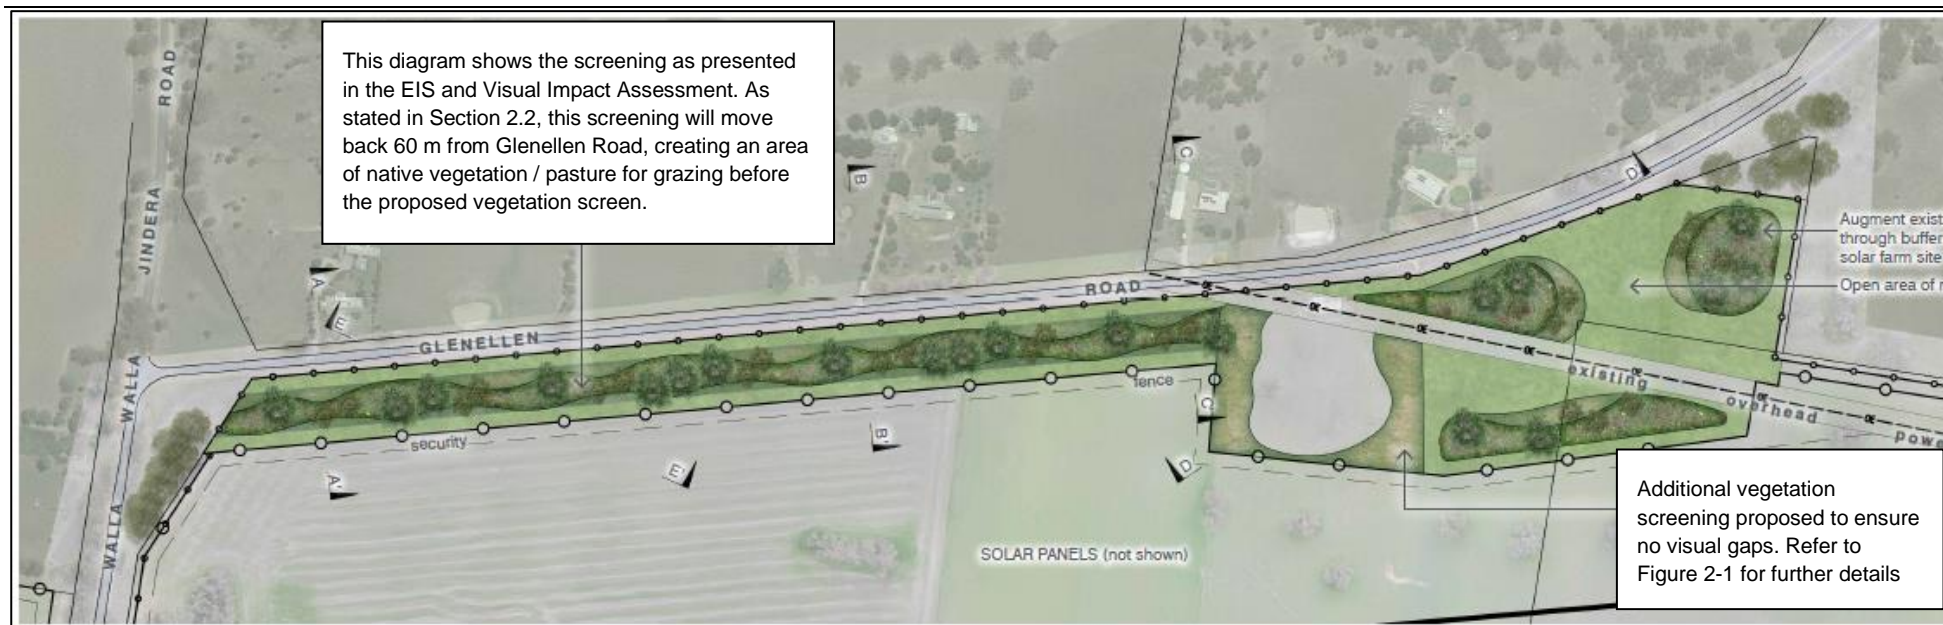 This diagram shows the screening as presented
in the EIS and Visual Impact Assessment. As
stated in Section 2.2, this screening will move
back 60 m from Glenellen Road, creating an area
of native vegetation / pasture for grazing before
the proposed vegetation screen.
ROAD
JINDERA
WALLA
WALLA
A
E
B
C
D
GLENELLEN
ROAD
Augment exist
through buffer
solar farm site
Open area of
existing
overhead
powe
security
fence
A'
E'
B'
C
D
SOLAR PANELS (not shown)
Additional vegetation
screening proposed to ensure
no visual gaps. Refer to
Figure 2-1 for further details